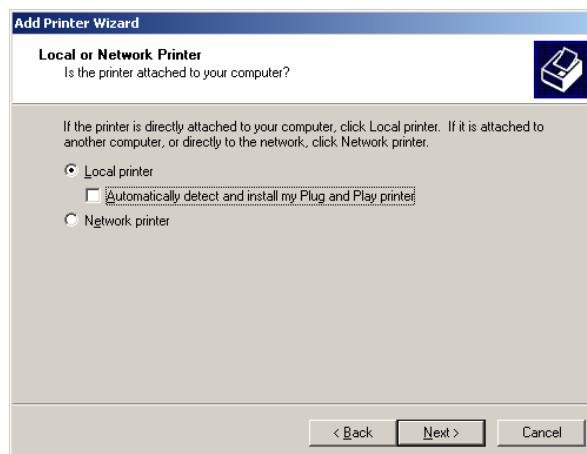 Add Printer Wizard
Local or Network Printer
Is the printer attached to your computer?
If the printer is directly attached to your computer, click Local printer. If it is attached to
another computer, or directly to the network, click Network printer.
Local printer
Automatically detect and install my Plug and Play printer
Network printer
< Back
Next >
Cancel